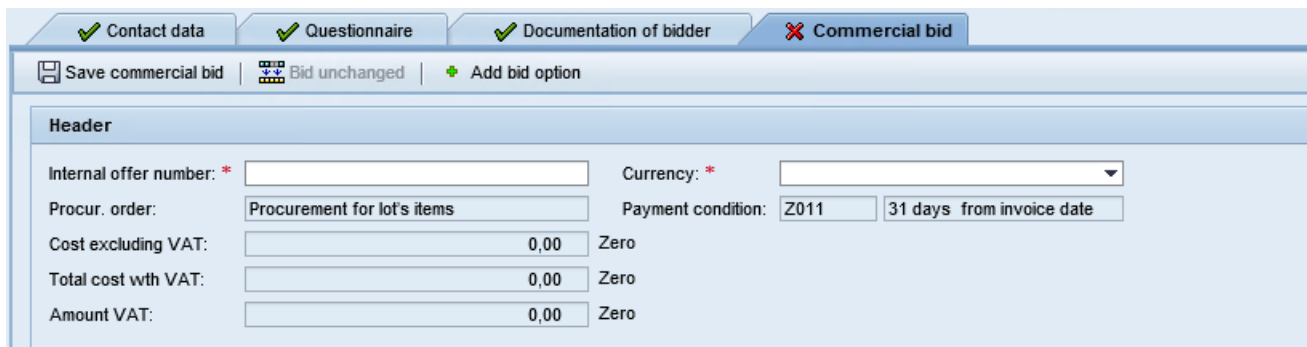 Contact data Questionnaire Documentation of bidder Commercial bid
Save commercial bid Bid unchanged Add bid option
Header
Internal offer number: * Currency: *
Procur. order: Procurement for lot's items Payment condition: Z011 31 days from invoice date
Cost excluding VAT: 0,00 Zero
Total cost wth VAT: 0,00 Zero
Amount VAT: 0,00 Zero